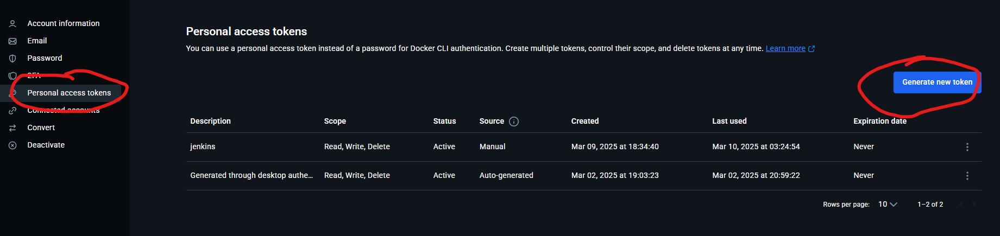 Account information
Email
Password
2FA
Personal access tokens
Connected accounts
Convert
Deactivate
Personal access tokens
You can use a personal access token instead of a password for Docker CLI authentication. Create multiple tokens, control their scope, and delete tokens at any time. Learn more
Generate new token
Description Scope Status Source Created Last used Expiration date
jenkins Read, Write, Delete Active Manual Mar 09, 2025 at 18:34:40 Mar 10, 2025 at 03:24:54 Never
Generated through desktop authe... Read, Write, Delete Active Auto-generated Mar 02, 2025 at 19:03:23 Mar 02, 2025 at 20:59:22 Never
Rows per page: 10 1–2 of 2